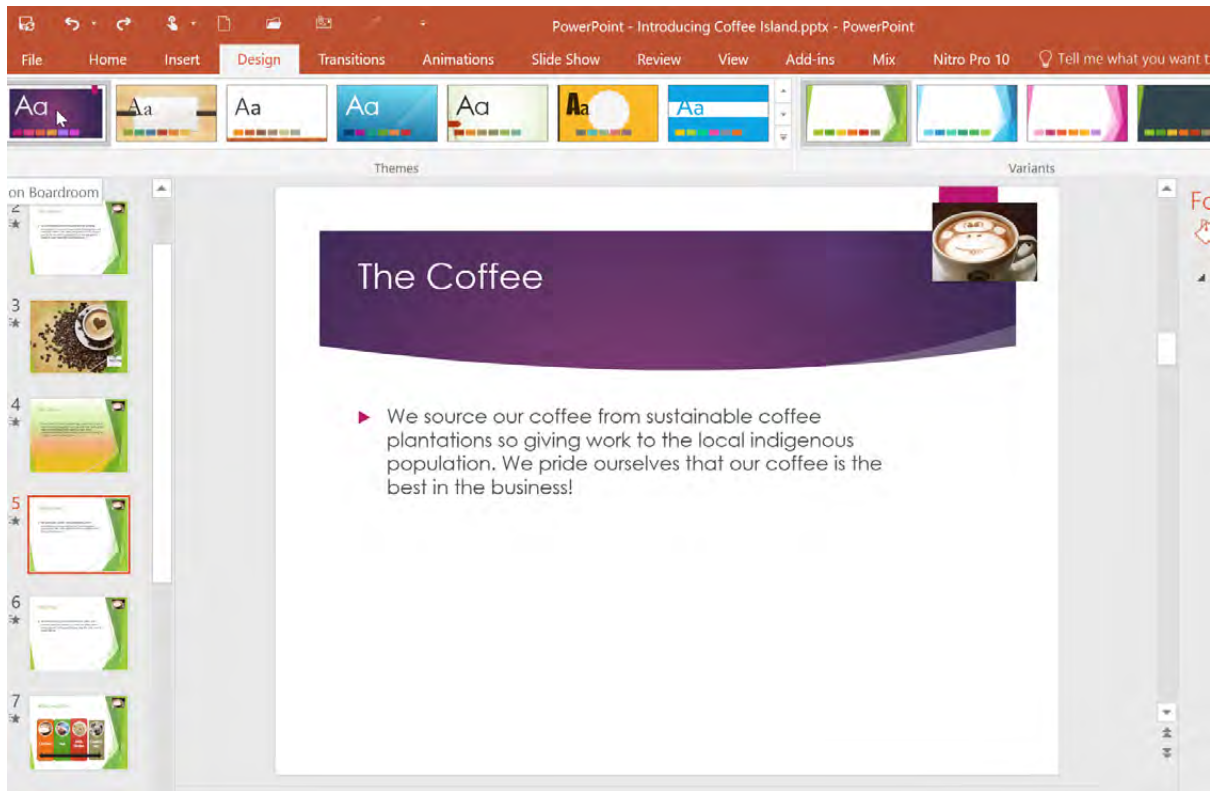 PowerPoint - Introducing Coffee Island.pptx - PowerPoint
File Home Insert Design Transitions Animations Slide Show Review View Add-ins Mix Nitro Pro 10 Tell me what you want t
Aa Aa Aa Aa Aa Aa Aa
Themes Variants
on Boardroom
Fo
2
3
4
5
6
7
The Coffee
We source our coffee from sustainable coffee
plantations so giving work to the local indigenous
population. We pride ourselves that our coffee is the
best in the business!